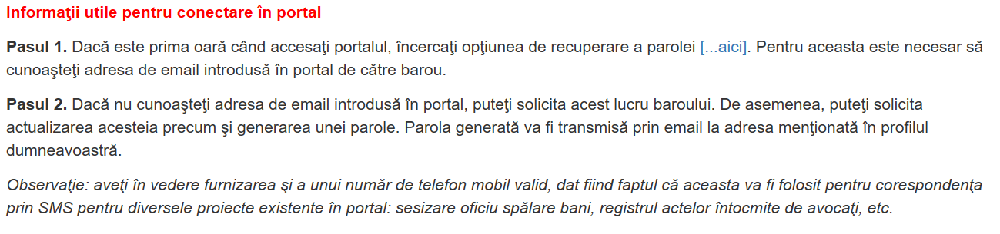 Informaţii utile pentru conectare în portal
Pasul 1. Dacă este prima oară când accesaţi portalul, încercaţi opţiunea de recuperare a parolei [...aici]. Pentru aceasta este necesar să
cunoaşteţi adresa de email introdusă în portal de către barou.
Pasul 2. Dacă nu cunoaşteţi adresa de email introdusă în portal, puteţi solicita acest lucru baroului. De asemenea, puteţi solicita
actualizarea acesteia precum şi generarea unei parole. Parola generată va fi transmisă prin email la adresa menţionată în profilul
dumneavoastră.
Observaţie: aveţi în vedere furnizarea şi a unui număr de telefon mobil valid, dat fiind faptul că aceasta va fi folosit pentru corespondenţa
prin SMS pentru diversele proiecte existente în portal: sesizare oficiu spălare bani, registrul actelor întocmite de avocaţi, etc.